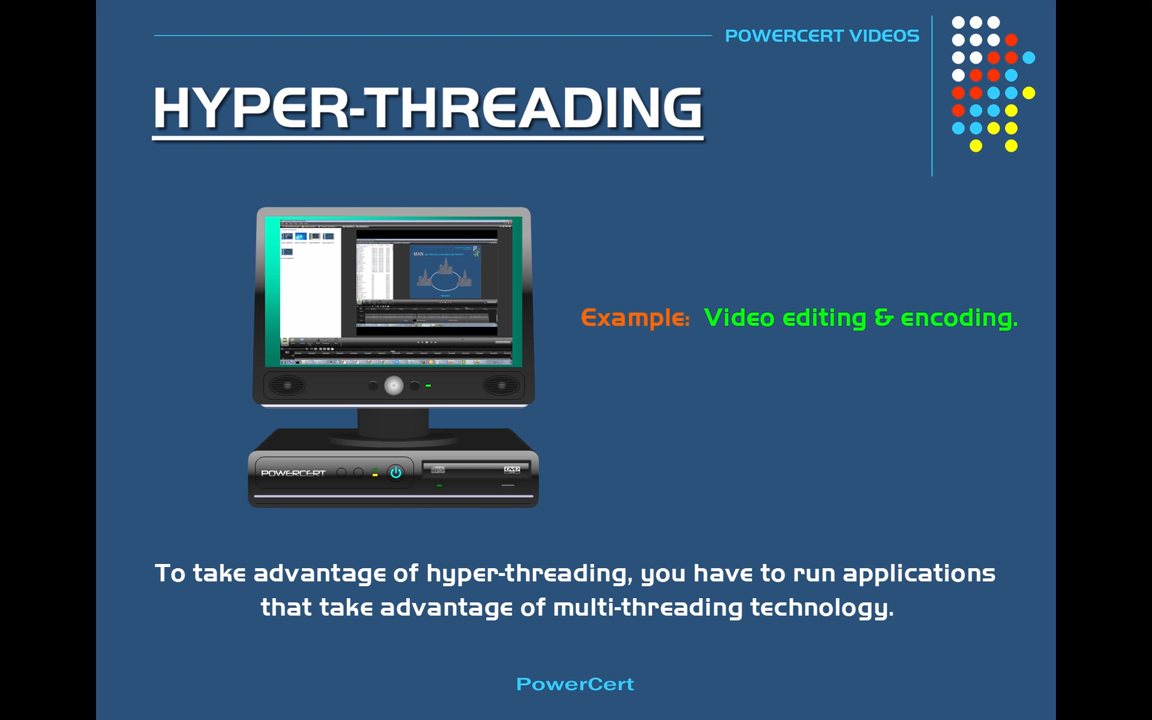 POWERCERT VIDEOS
HYPER-THREADING
Example: Video editing & encoding.
POWERCERT
To take advantage of hyper-threading, you have to run applications
that take advantage of multi-threading technology.
PowerCert